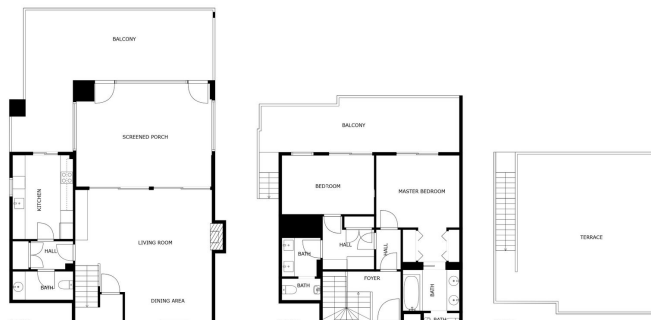 BALCONY
SCREENED PORCH
KITCHEN
LIVING ROOM
HALL
BATH
DINING AREA
BALCONY
BEDROOM
MASTER BEDROOM
HALL
HALL
BATH
FOYER
BATH
BATH
BATH
TERRACE